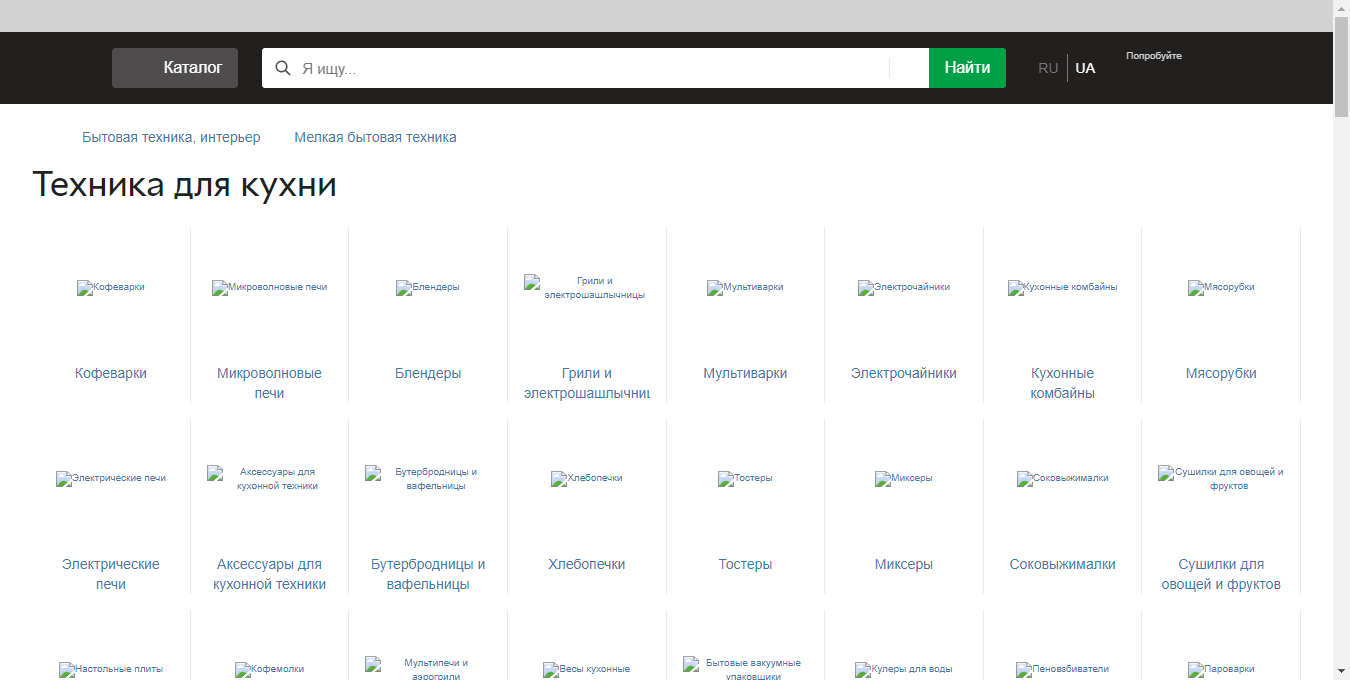 Каталог
Я ищу...
Найти
RU
UA
Попробуйте
Бытовая техника, интерьер
Мелкая бытовая техника
Техника для кухни
Кофеварки
Микроволновые печи
Блендеры
Грили и
электрошашлычницы
Мультиварки
Электрочайники
Кухонные комбайны
Мясорубки
Кофеварки
Микроволновые
печи
Блендеры
Грили и
электрошашлычниц
Мультиварки
Электрочайники
Кухонные
комбайны
Мясорубки
Электрические печи
Аксессуары для
кухонной техники
Бутербродницы и
вафельницы
Хлебопечки
Тостеры
Миксеры
Соковыжималки
Сушилки для овощей и
фруктов
Электрические
печи
Аксессуары для
кухонной техники
Бутербродницы и
вафельницы
Хлебопечки
Тостеры
Миксеры
Соковыжималки
Сушилки для
овощей и фруктов
Настольные плиты
Кофемолки
Мультипечи и
аэрогрили
Весы кухонные
Бытовые вакуумные
упаковщики
Кулеры для воды
Пеновзбиватели
Пароварки